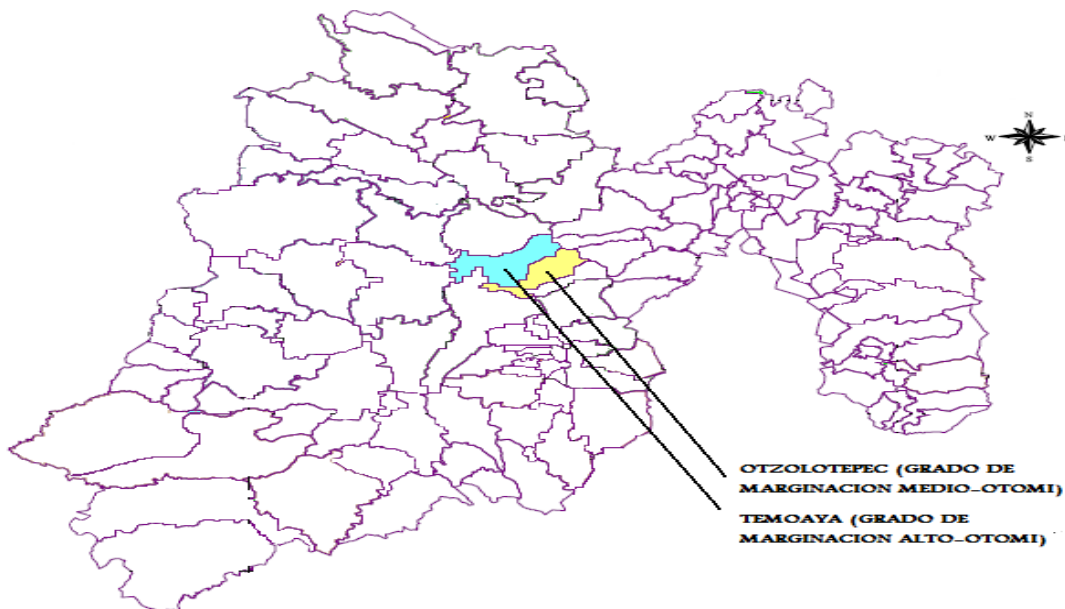 N
W
S
OTZOLOTEPEC (GRADO DE
MARGINACION MEDIO-OTOMI)
TEMOAYA (GRADO DE
MARGINACION ALTO-OTOMI)